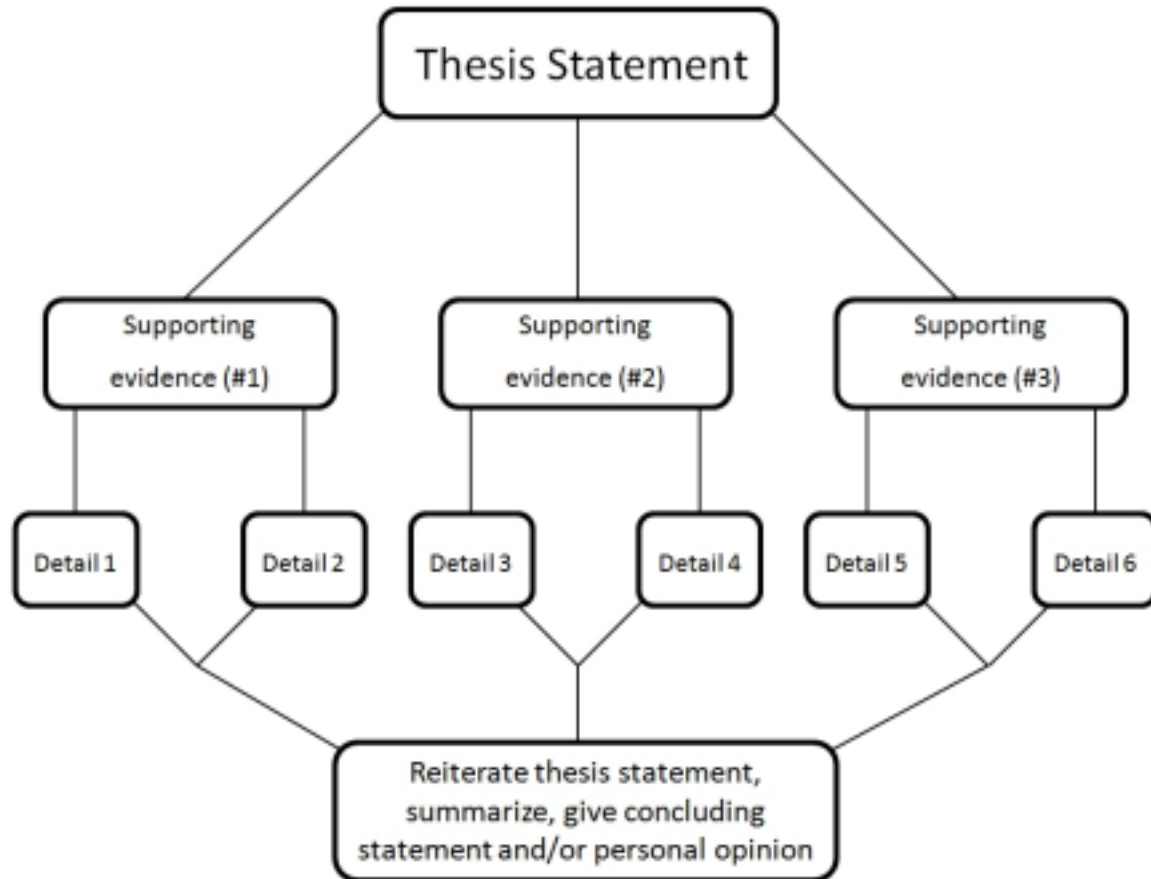 Thesis Statement
Supporting
evidence (#1)
Supporting
evidence (#2)
Supporting
evidence (#3)
Detail 1
Detail 2
Detail 3
Detail 4
Detail 5
Detail 6
Reiterate thesis statement,
summarize, give concluding
statement and/or personal opinion